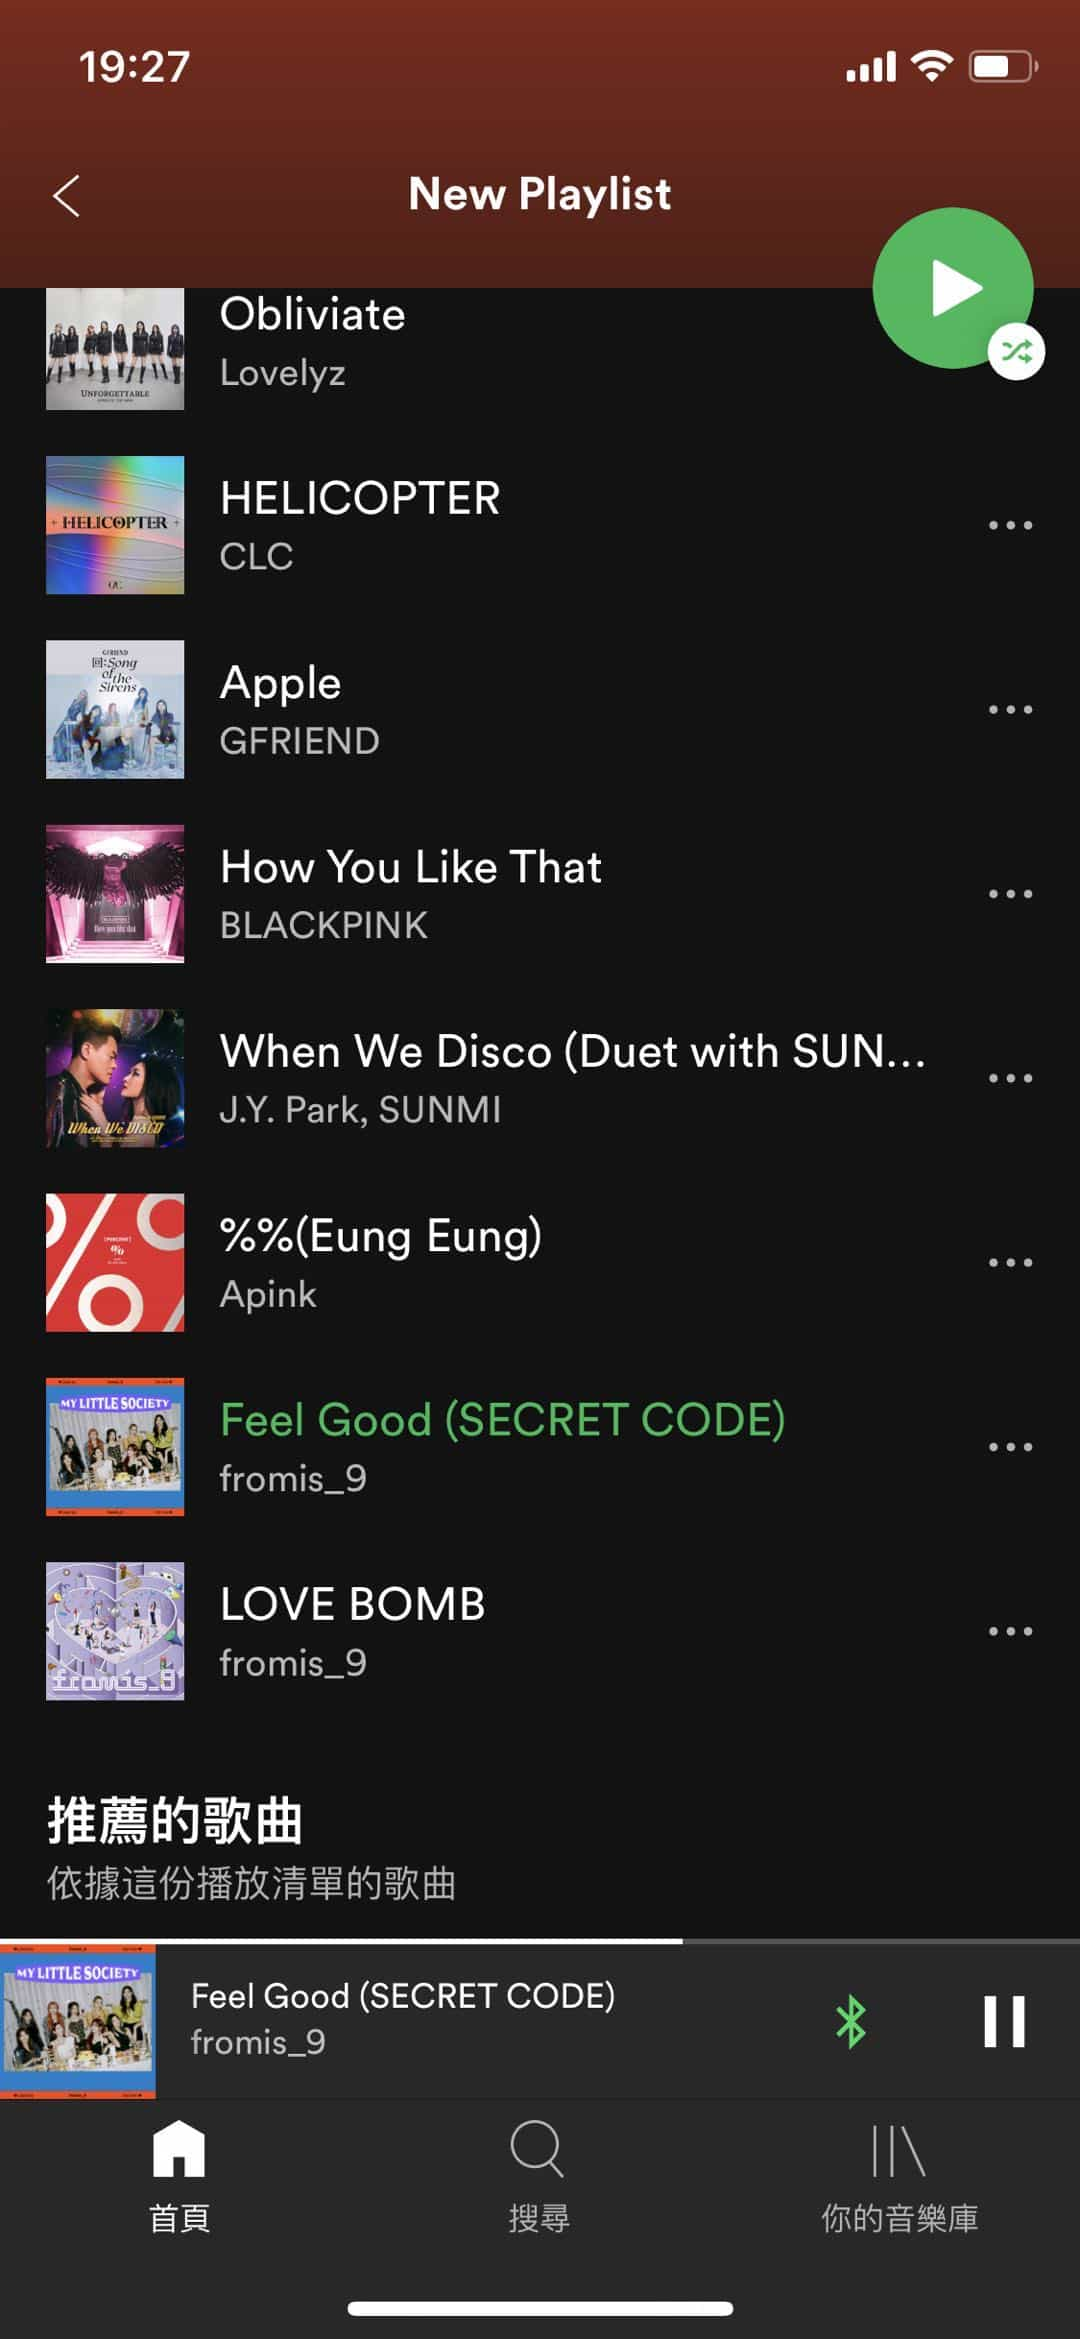 19:27
New Playlist
Obliviate
Lovelyz
UNFORGETTABLE
HELICOPTER
CLC
+ HELICOPTER +
Apple
GFRIEND
GFRIEND
回:Song
of the
Sirens
How You Like That
BLACKPINK
How you like that
When We Disco (Duet with SUN...
J.Y. Park, SUNMI
When We DISCO
%%(Eung Eung)
Apink
%
Feel Good (SECRET CODE)
fromis_9
MY LITTLE SOCIETY
LOVE BOMB
fromis_9
fromis_9
推薦的歌曲
依據這份播放清單的歌曲
MY LITTLE SOCIETY
Feel Good (SECRET CODE)
fromis_9
首頁
搜尋
你的音樂庫